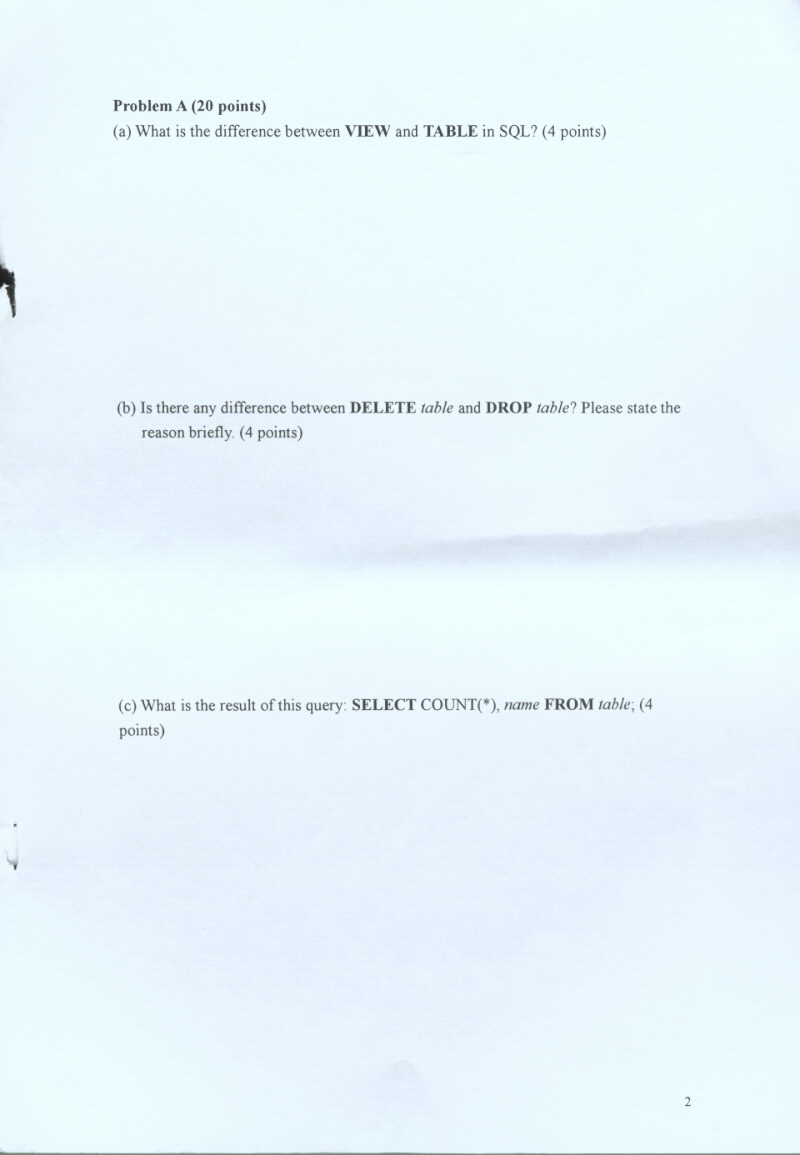 Problem A (20 points)
(a) What is the difference between VIEW and TABLE in SQL? (4 points)
(b) Is there any difference between DELETE table and DROP table? Please state the
reason briefly. (4 points)
(c) What is the result of this query: SELECT COUNT(*), name FROM table; (4
points)
2